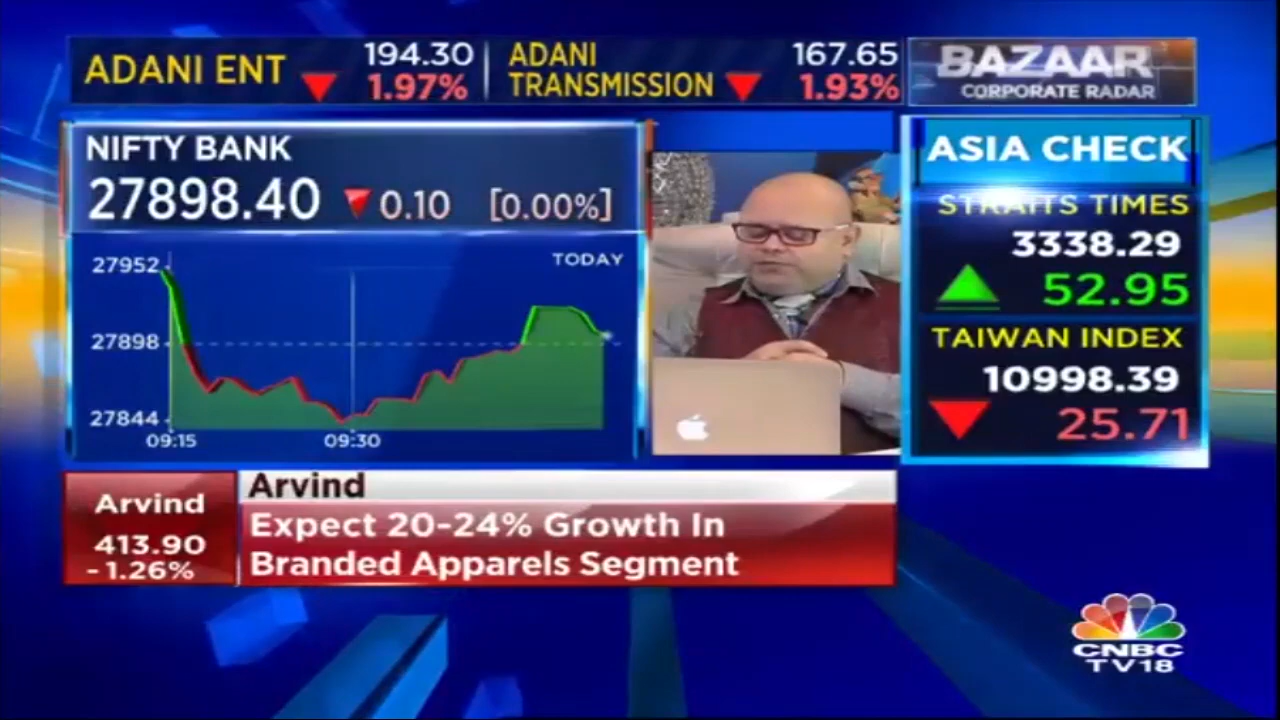 ADANI ENT
194.30
1.97%
ADANI
TRANSMISSION
167.65
1.93%
BAZAAR
CORPORATE RADAR
NIFTY BANK
27898.40 0.10 [0.00%]
TODAY
27952
27898
27844
09:15 09:30
ASIA CHECK
STRAITS TIMES
3338.29
52.95
TAIWAN INDEX
10998.39
25.71
Arvind
413.90
-1.26%
Arvind
Expect 20-24% Growth In
Branded Apparels Segment
CNBC
TV18